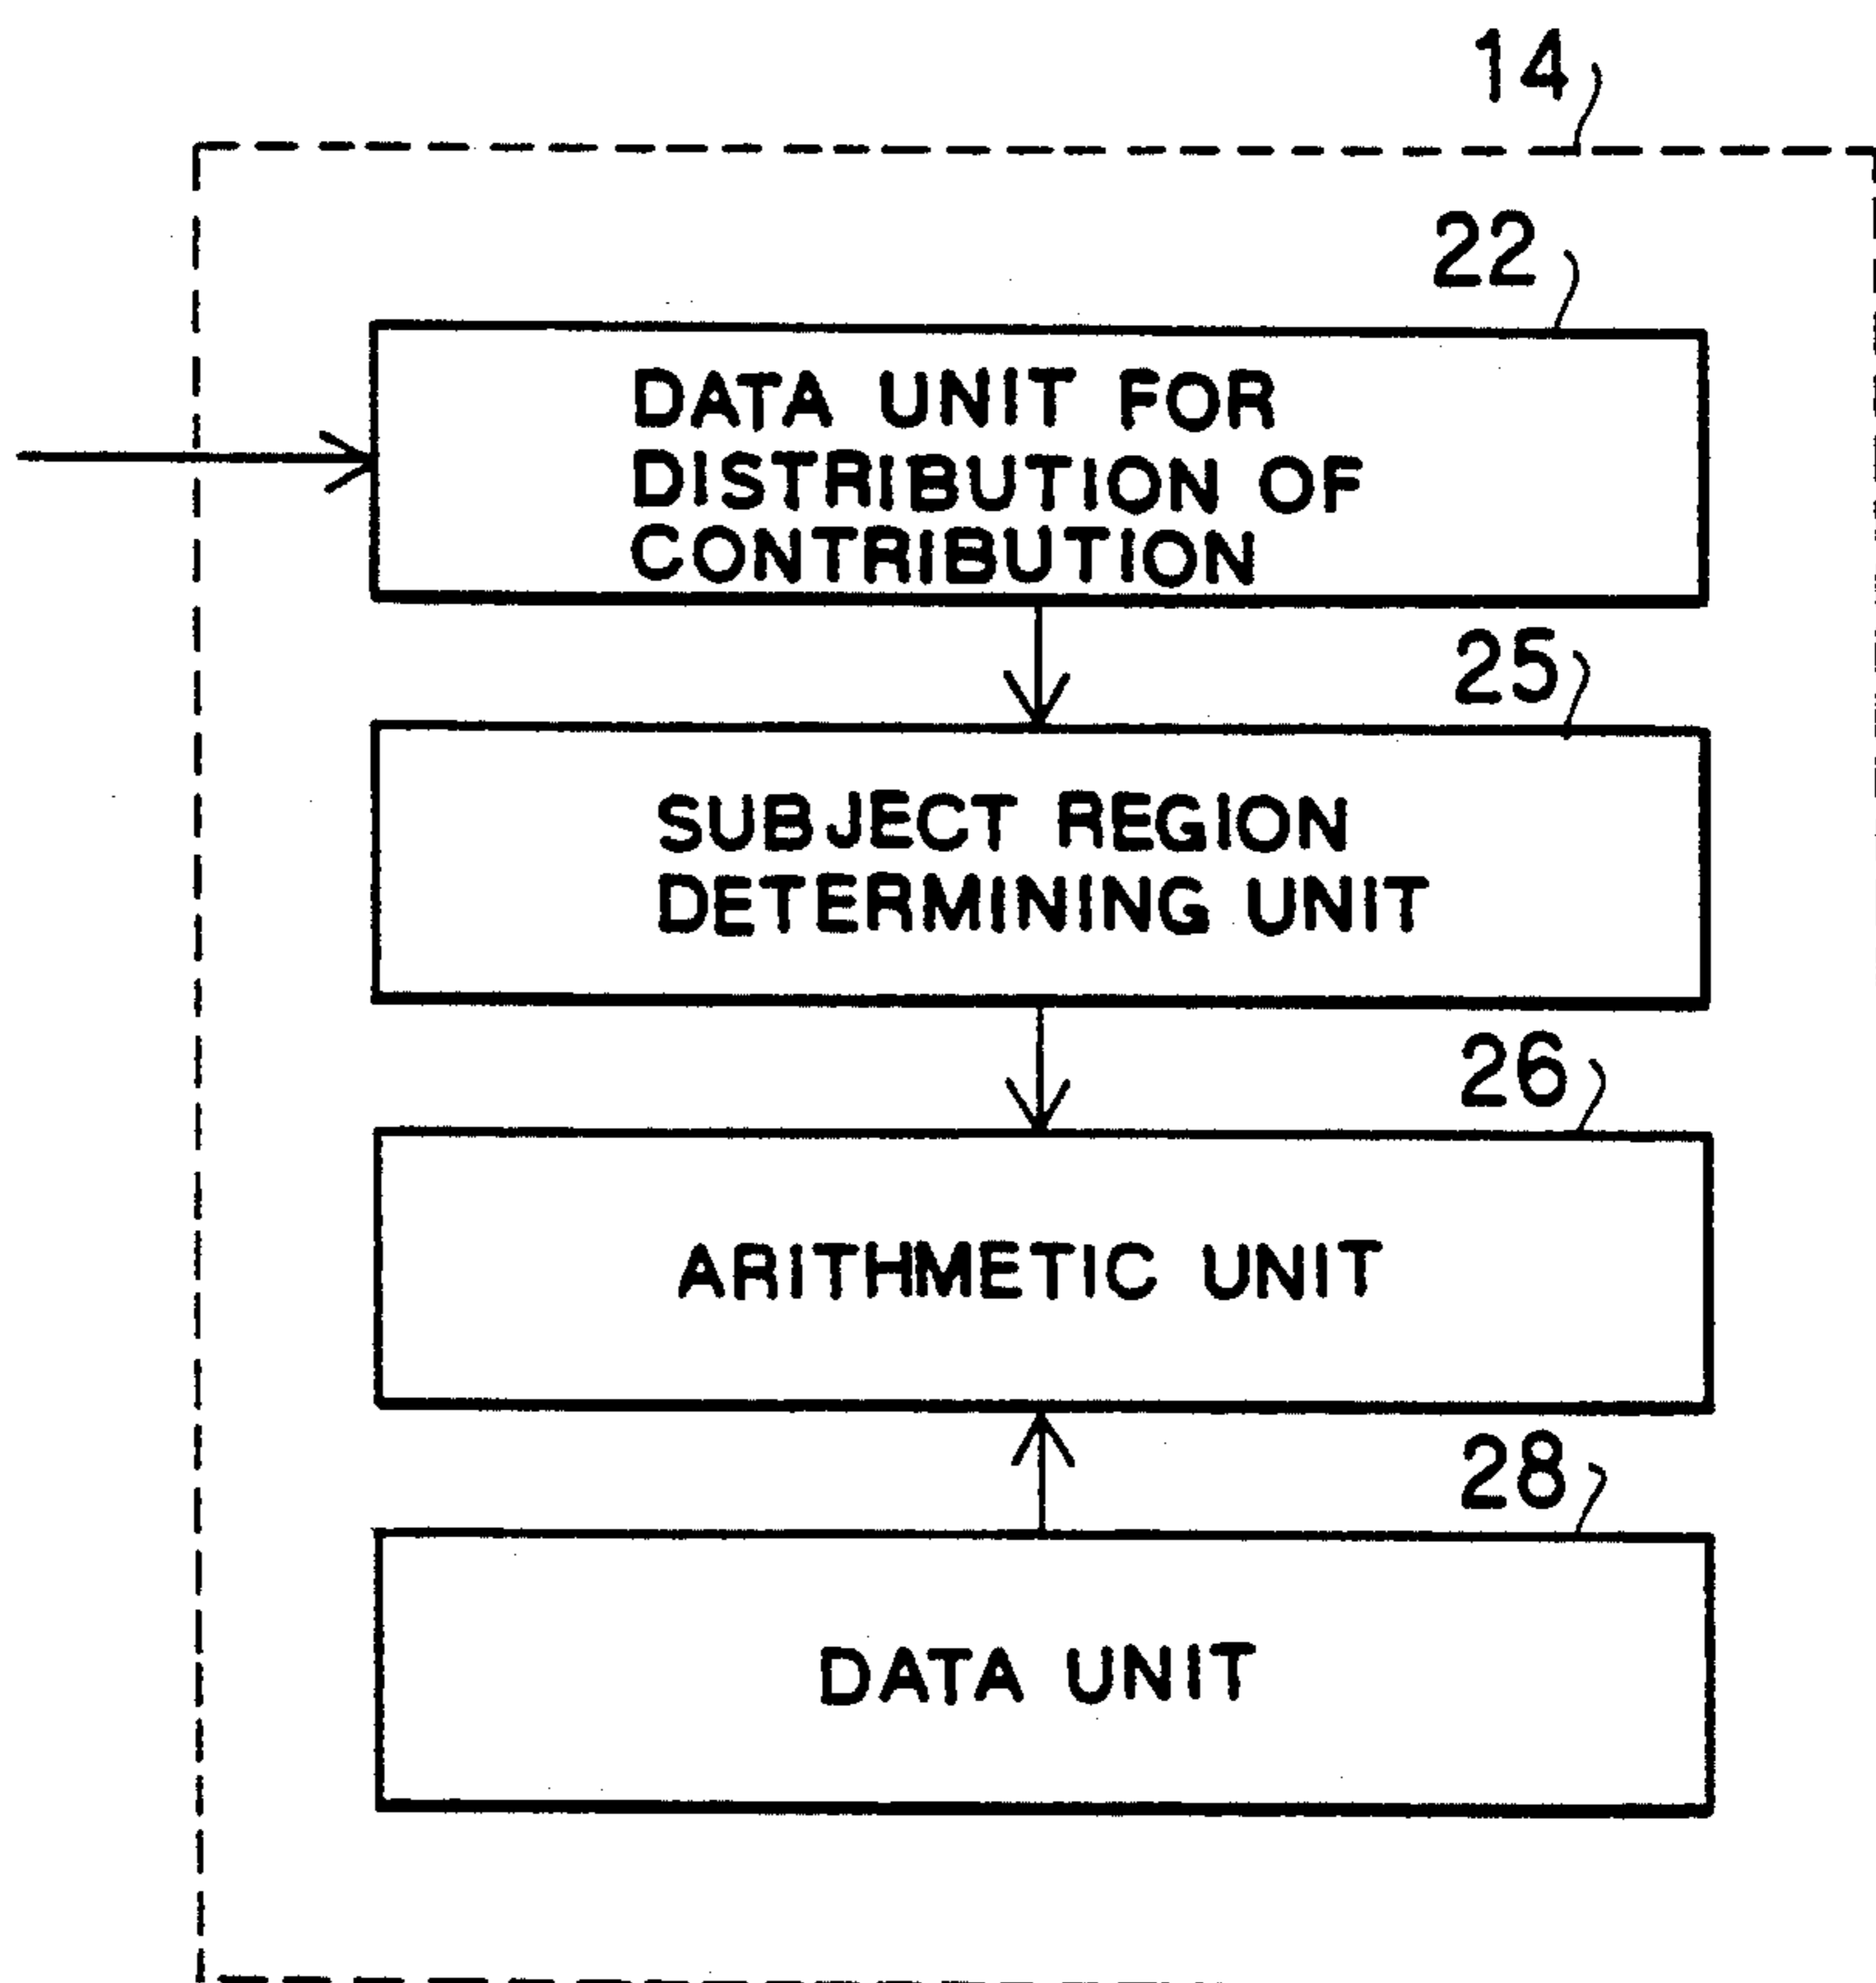 14
22
DATA UNIT FOR
DISTRIBUTION OF
CONTRIBUTION
25
SUBJECT REGION
DETERMINING UNIT
26
ARITHMETIC UNIT
28
DATA UNIT